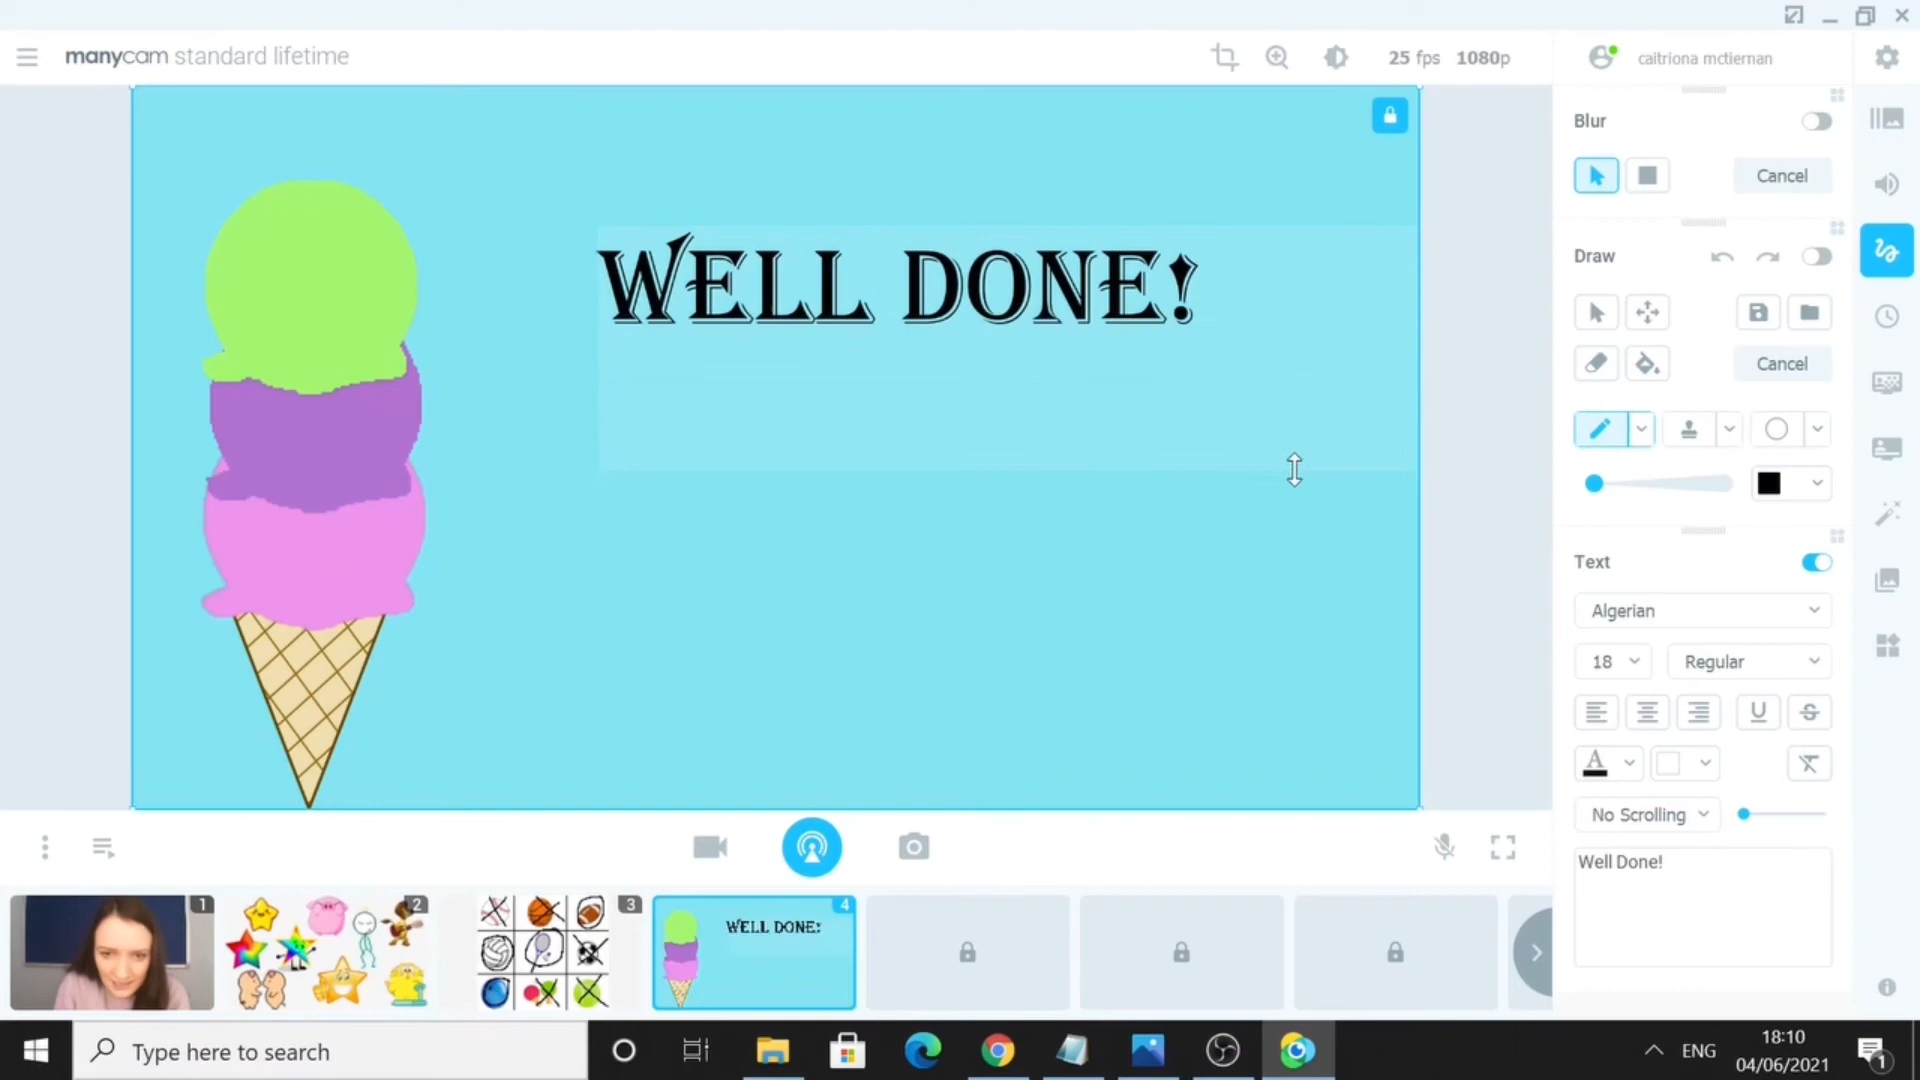 manycam standard lifetime
25 fps 1080p
caitriona mctiernan
Blur
Cancel
WELL DONE!
Draw
Cancel
Text
Algerian
18
Regular
U
S
A
No Scrolling
Well Done!
1
2
3
4
WELL DONE!
Type here to search
ENG
18:10
04/06/2021
1